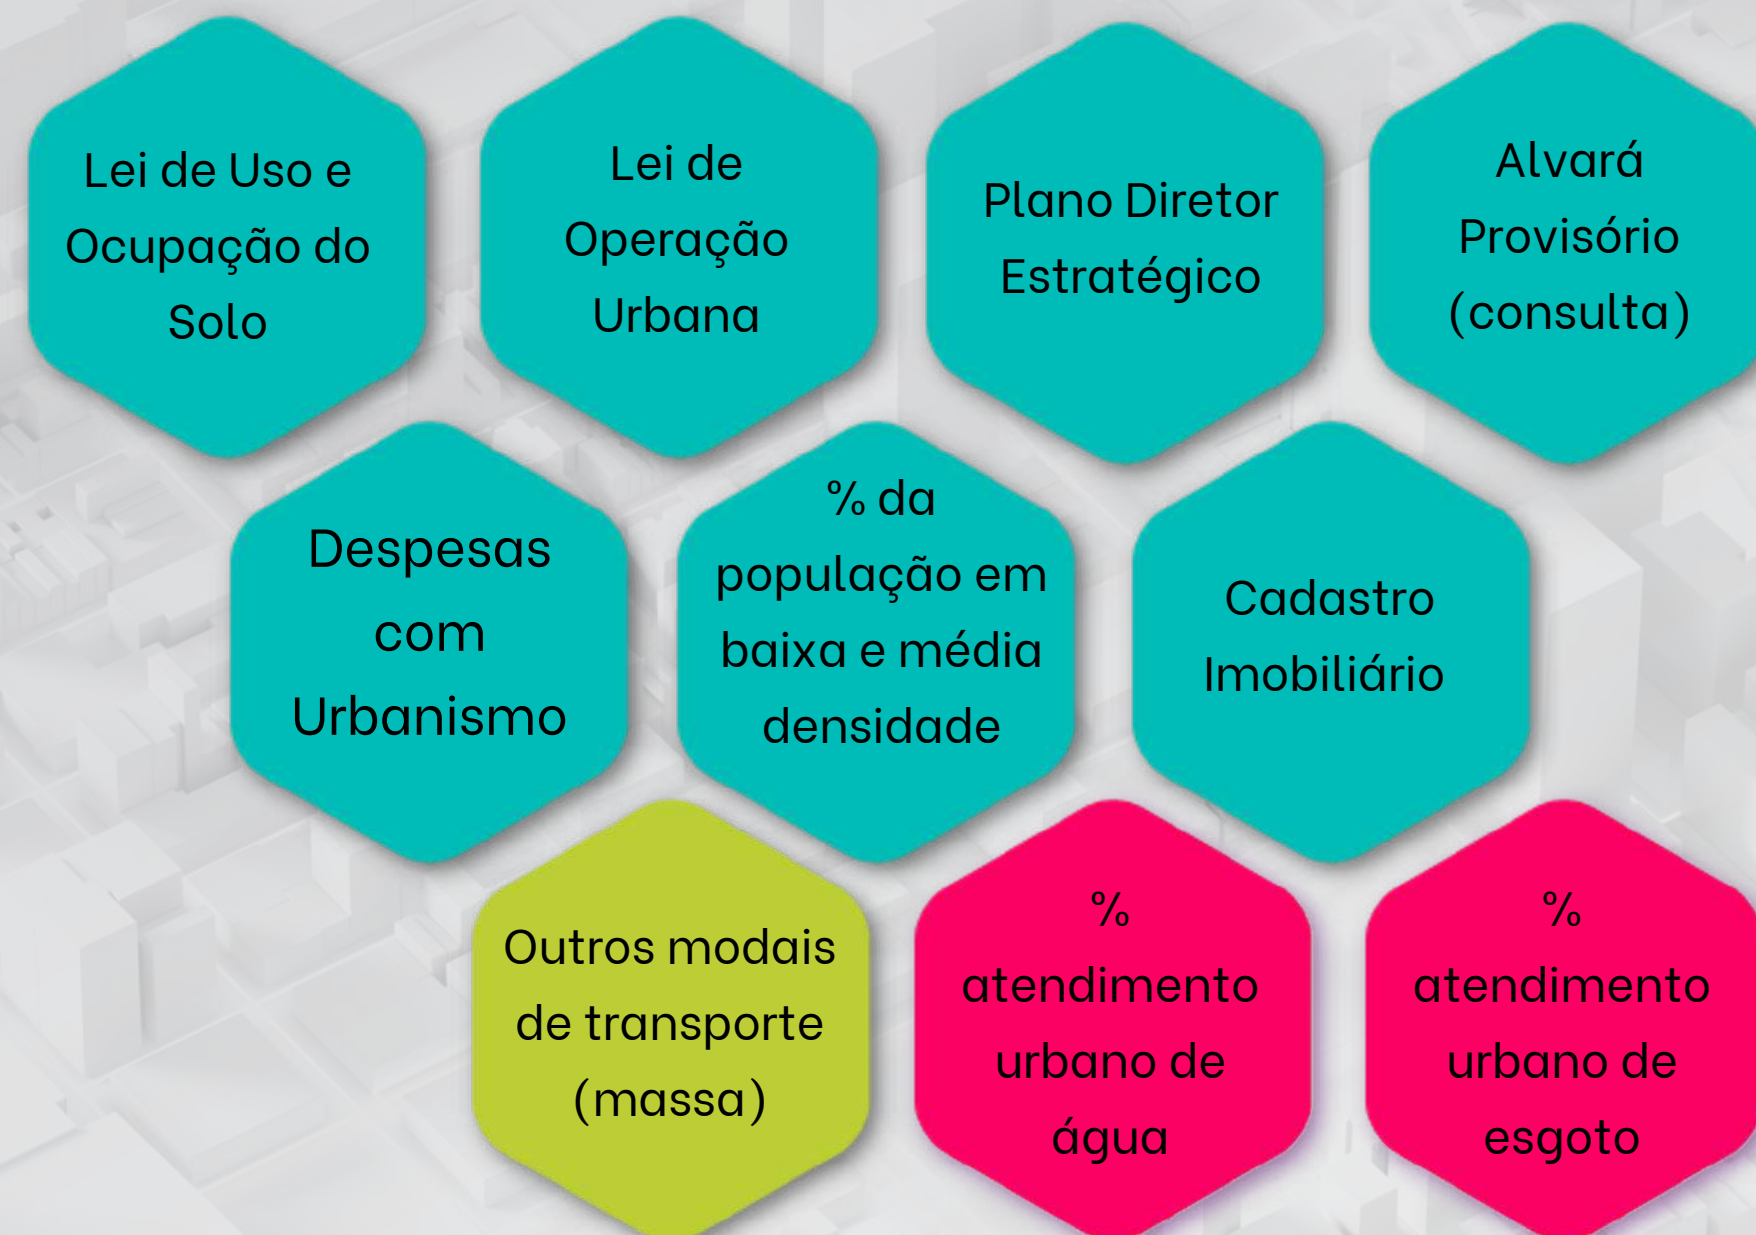 Lei de Uso e
Ocupação do
Solo
Lei de
Operação
Urbana
Plano Diretor
Estratégico
Alvará
Provisório
(consulta)
Despesas
com
Urbanismo
% da
população em
baixa e média
densidade
Cadastro
Imobiliário
Outros modais
de transporte
(massa)
%
atendimento
urbano de
água
%
atendimento
urbano de
esgoto